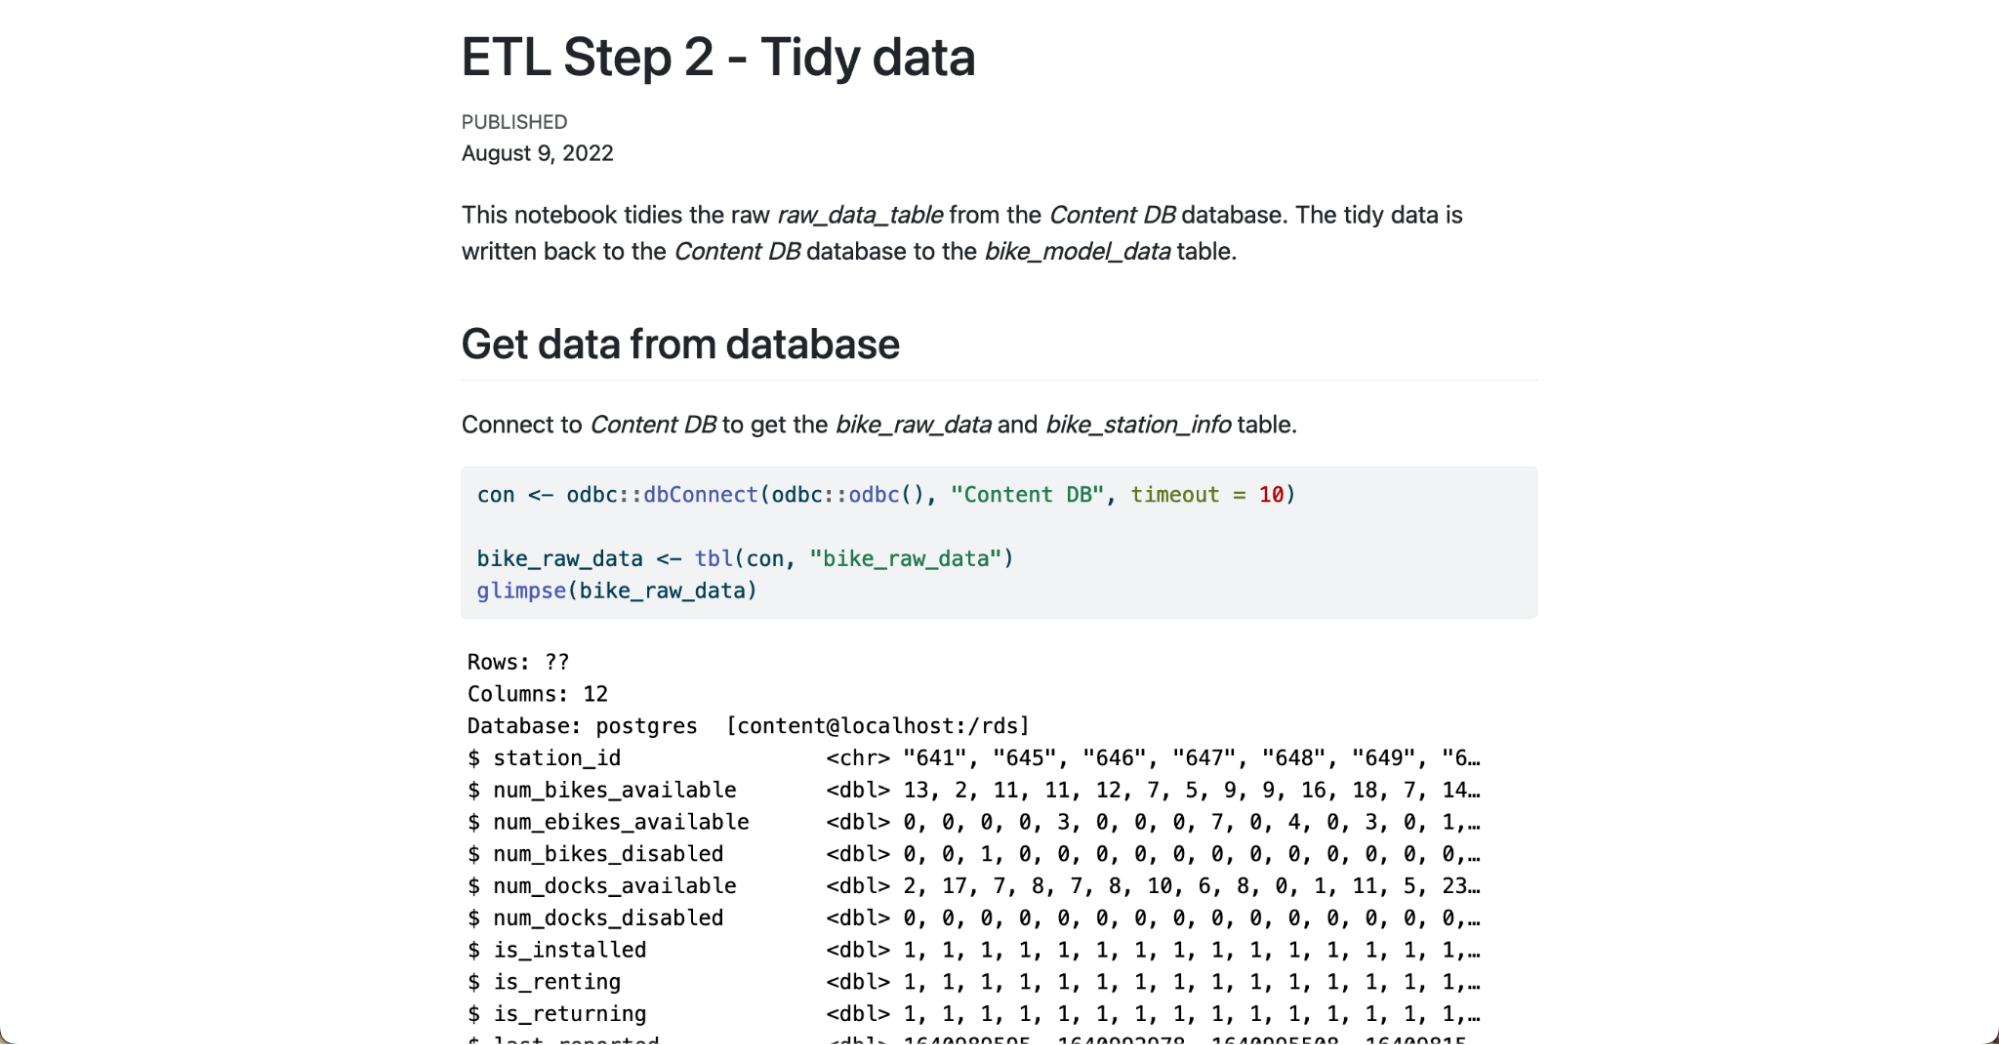 ETL Step 2 - Tidy data
PUBLISHED
August 9, 2022
This notebook tidies the raw raw_data_table from the Content DB database. The tidy data is
written back to the Content DB database to the bike_model_data table.
Get data from database
Connect to Content DB to get the bike_raw_data and bike_station_info table.
con <- odbc::dbConnect(odbc::odbc(), "Content DB", timeout = 10)
bike_raw_data <- tbl(con, "bike_raw_data")
glimpse(bike_raw_data)
Rows: ??
Columns: 12
Database: postgres  [content@localhost:/rds]
$ station_id <chr> "641", "645", "646", "647", "648", "649", "6…
$ num_bikes_available <dbl> 13, 2, 11, 11, 12, 7, 5, 9, 9, 16, 18, 7, 14…
$ num_ebikes_available <dbl> 0, 0, 0, 0, 3, 0, 0, 0, 7, 0, 4, 0, 3, 0, 1,…
$ num_bikes_disabled <dbl> 0, 0, 1, 0, 0, 0, 0, 0, 0, 0, 0, 0, 0, 0, 0,…
$ num_docks_available <dbl> 2, 17, 7, 8, 7, 8, 10, 6, 8, 0, 1, 11, 5, 23…
$ num_docks_disabled <dbl> 0, 0, 0, 0, 0, 0, 0, 0, 0, 0, 0, 0, 0, 0, 0,…
$ is_installed <dbl> 1, 1, 1, 1, 1, 1, 1, 1, 1, 1, 1, 1, 1, 1, 1,…
$ is_renting <dbl> 1, 1, 1, 1, 1, 1, 1, 1, 1, 1, 1, 1, 1, 1, 1,…
$ is_returning <dbl> 1, 1, 1, 1, 1, 1, 1, 1, 1, 1, 1, 1, 1, 1, 1,…
$ last_reported <dbl>